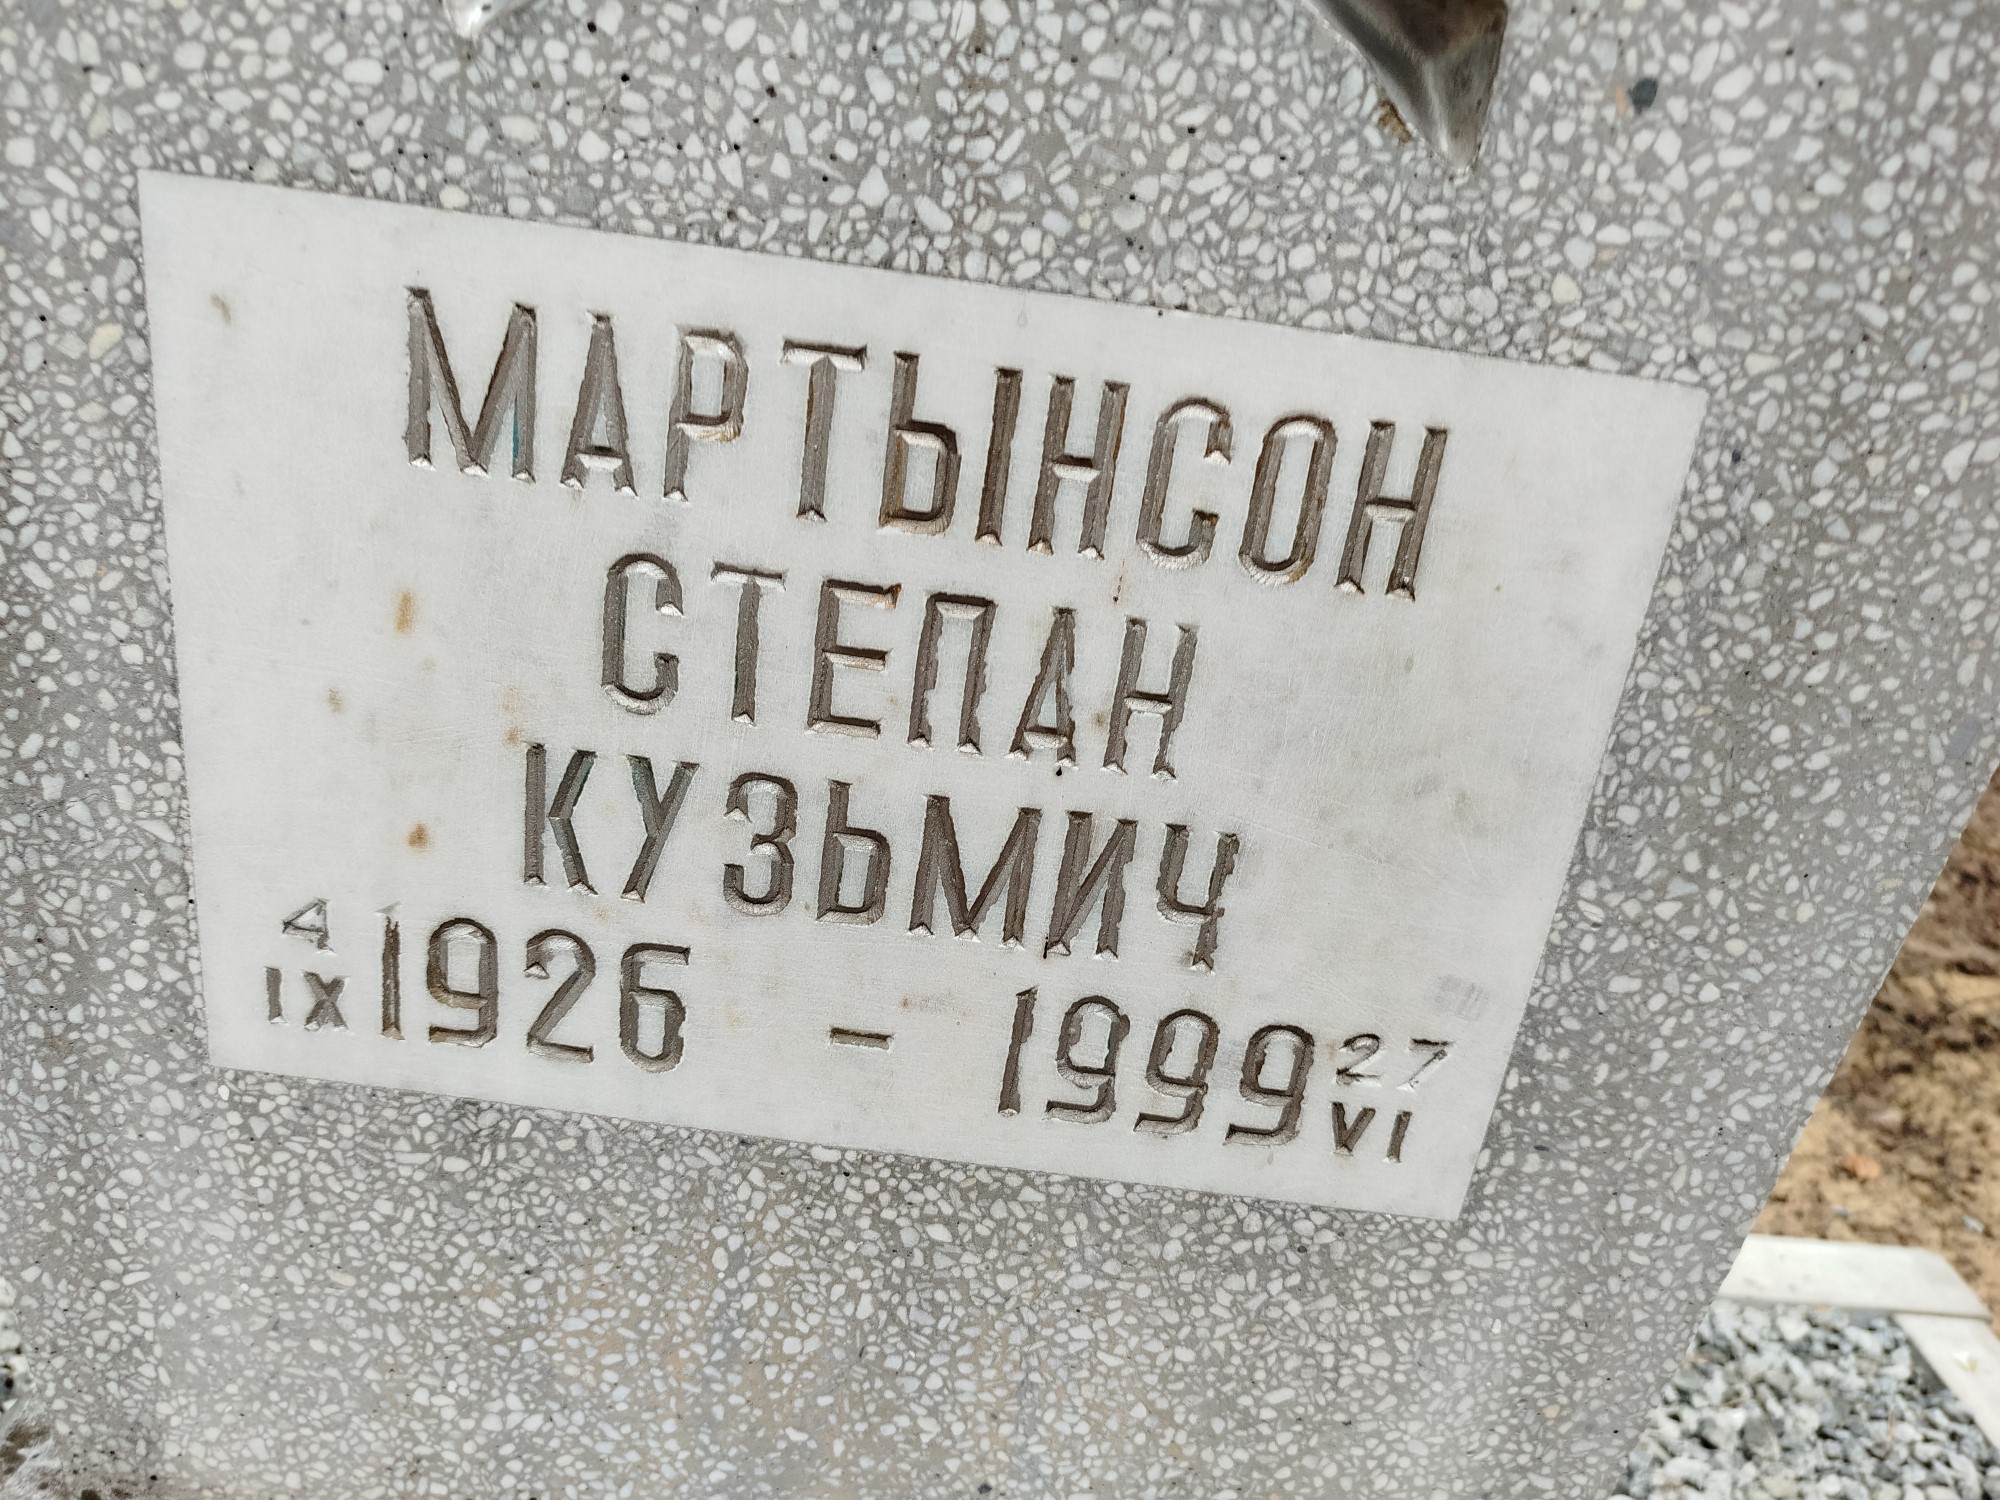 МАРТЫНСОН
СТЕПАН
КУЗЬМИЧ
4 IX 1926 – 1999 27 VI